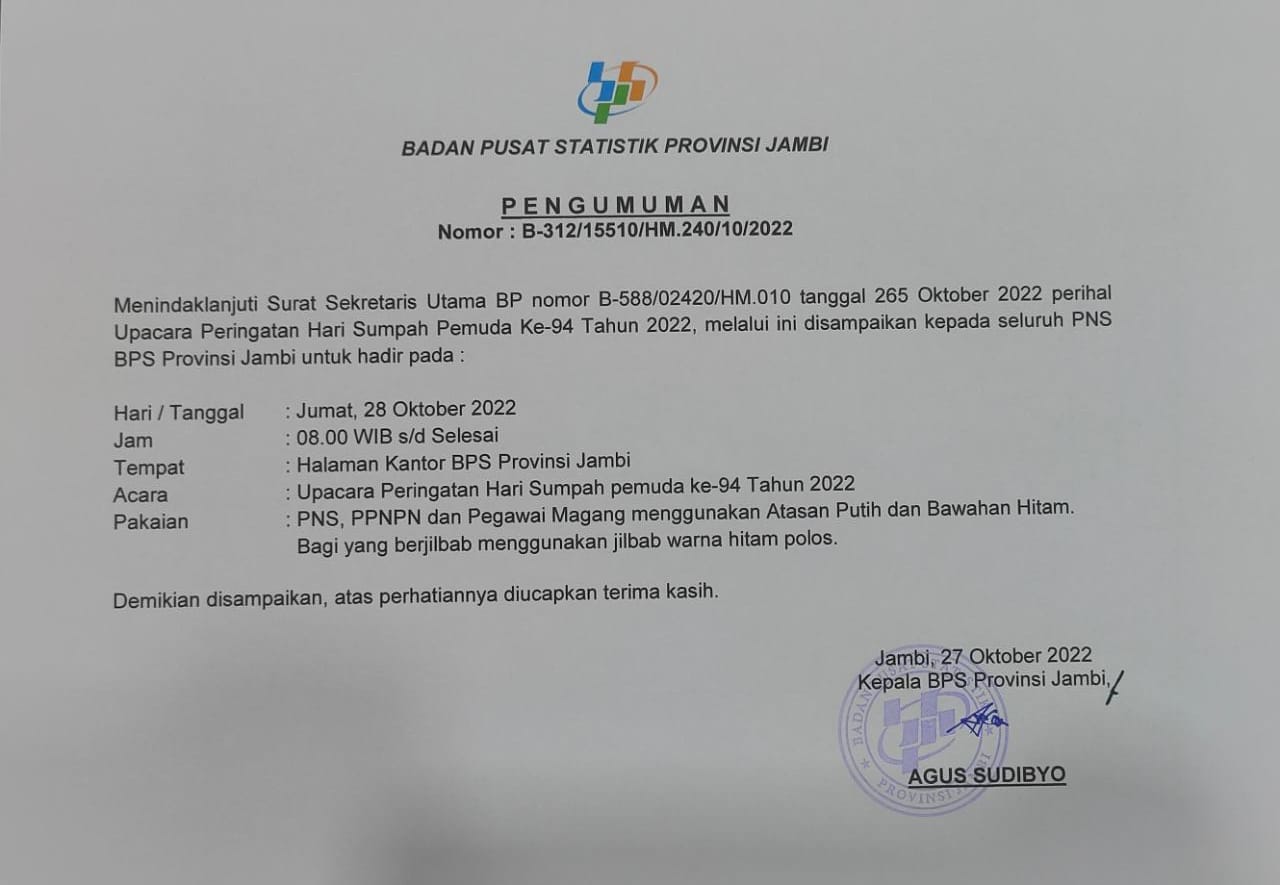 BADAN PUSAT STATISTIK PROVINSI JAMBI
P E N G U M U M A N
Nomor : B-312/15510/HM.240/10/2022
Menindaklanjuti Surat Sekretaris Utama BP nomor B-588/02420/HM.010 tanggal 265 Oktober 2022 perihal
Upacara Peringatan Hari Sumpah Pemuda Ke-94 Tahun 2022, melalui ini disampaikan kepada seluruh PNS
BPS Provinsi Jambi untuk hadir pada :
Hari / Tanggal : Jumat, 28 Oktober 2022
Jam : 08.00 WIB s/d Selesai
Tempat : Halaman Kantor BPS Provinsi Jambi
Acara : Upacara Peringatan Hari Sumpah pemuda ke-94 Tahun 2022
Pakaian : PNS, PPNPN dan Pegawai Magang menggunakan Atasan Putih dan Bawahan Hitam.
Bagi yang berjilbab menggunakan jilbab warna hitam polos.
Demikian disampaikan, atas perhatiannya diucapkan terima kasih.
Jambi, 27 Oktober 2022
Kepala BPS Provinsi Jambi,
AGUS SUDIBYO
BADAN PUSAT STATISTIK
PROVINSI JAMBI